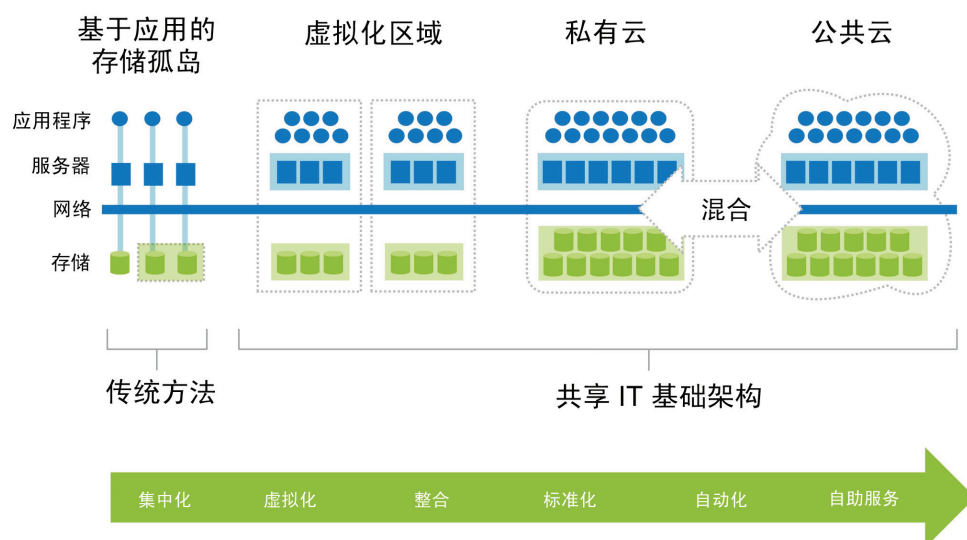 基于应用的
存储孤岛
虚拟化区域
私有云
公共云
应用程序
服务器
网络
混合
存储
传统方法
共享 IT 基础架构
集中化
虚拟化
整合
标准化
自动化
自助服务